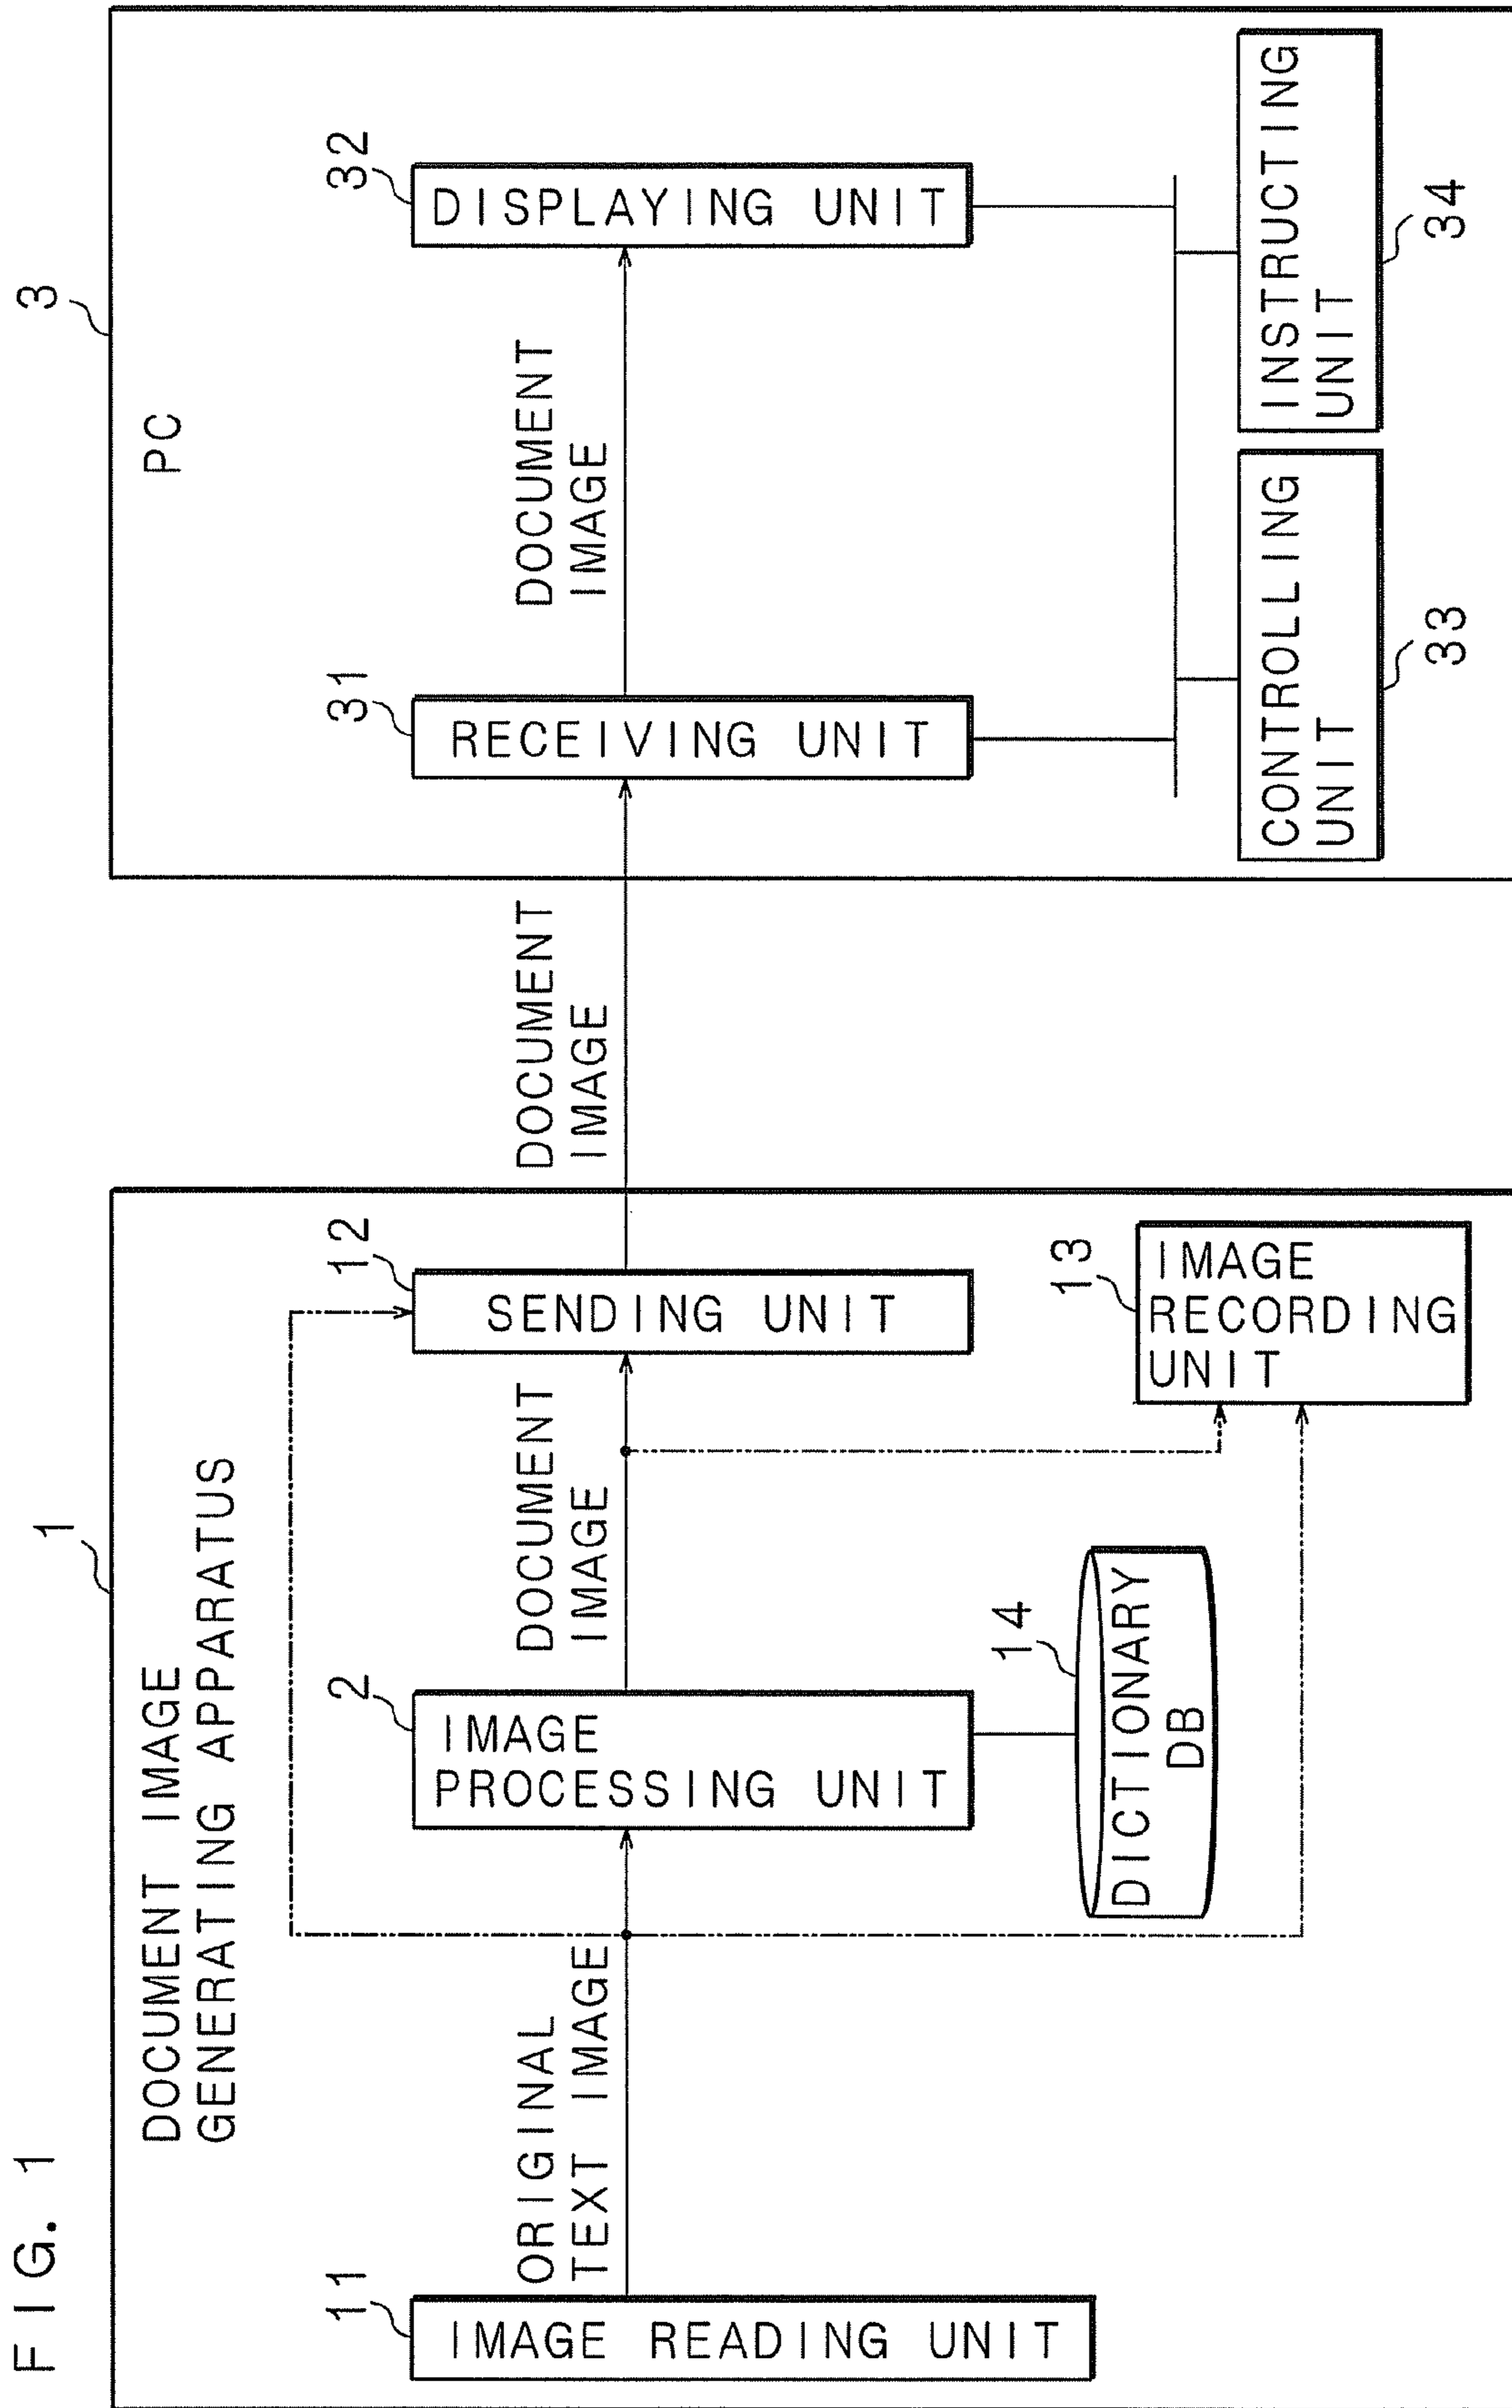 FIG. 1
1
DOCUMENT IMAGE
GENERATING APPARATUS
11
IMAGE READING UNIT
ORIGINAL
TEXT IMAGE
2
IMAGE
PROCESSING UNIT
14
DICTIONARY
DB
DOCUMENT
IMAGE
12
SENDING UNIT
13
IMAGE
RECORDING
UNIT
DOCUMENT
IMAGE
3
PC
31
RECEIVING UNIT
DOCUMENT
IMAGE
32
DISPLAYING UNIT
CONTROLLING
UNIT
33
INSTRUCTING
UNIT
34